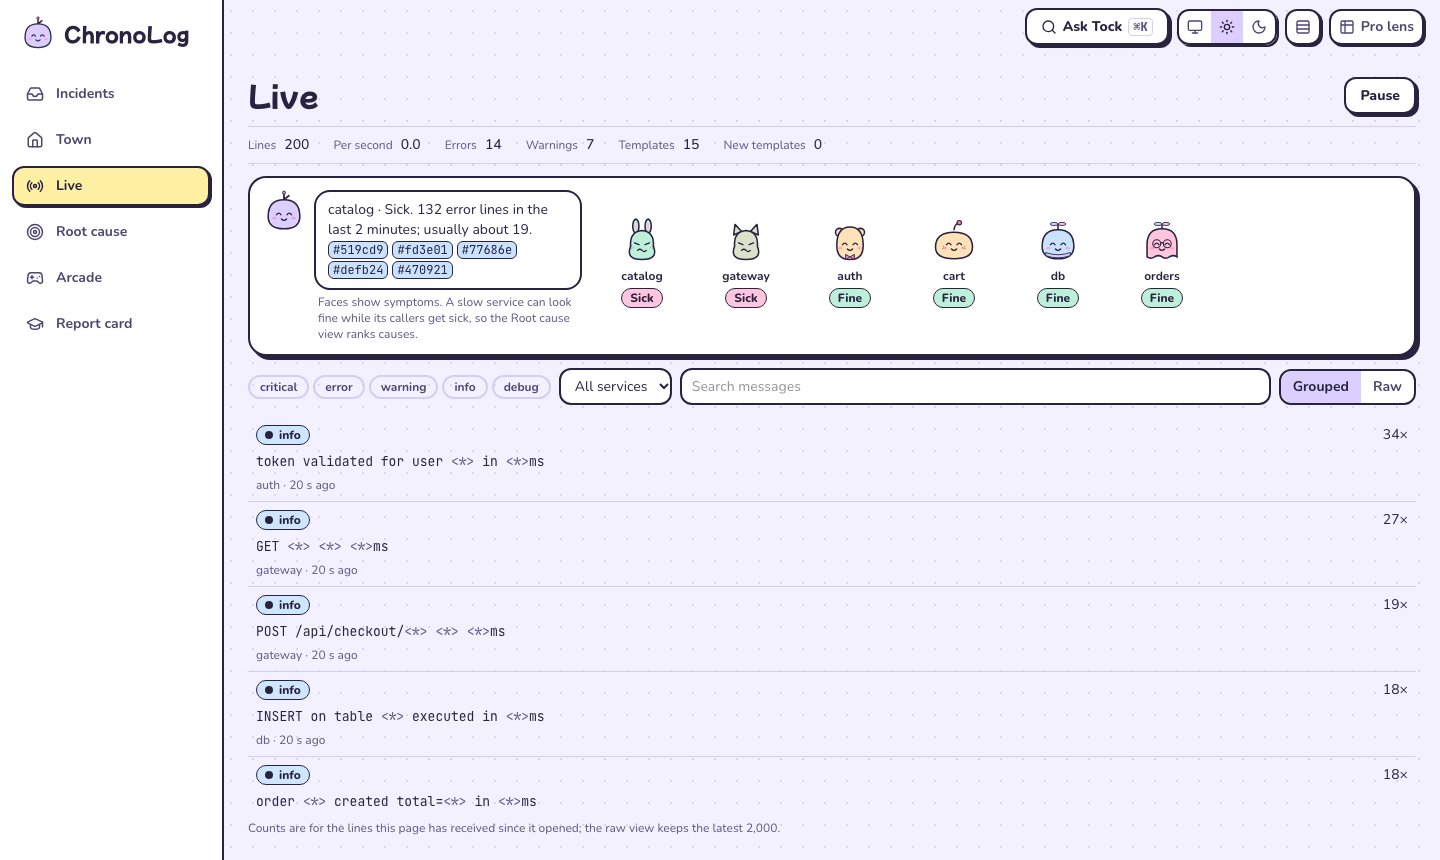 ChronoLog
Ask Tock ⌘K
Pro lens
Incidents
Town
Live
Root cause
Arcade
Report card
Live
Pause
Lines 200 Per second 0.0 Errors 14 Warnings 7 Templates 15 New templates 0
catalog · Sick. 132 error lines in the
last 2 minutes; usually about 19.
#519cd9 #fd3e01 #77686e
#defb24 #470921
Faces show symptoms. A slow service can look
fine while its callers get sick, so the Root cause
view ranks causes.
catalog gateway auth cart db orders
Sick Sick Fine Fine Fine Fine
critical error warning info debug All services Search messages Grouped Raw
info 34×
token validated for user <*> in <*>ms
auth · 20 s ago
info 27×
GET <*> <*> <*>ms
gateway · 20 s ago
info 19×
POST /api/checkout/<*> <*> <*>ms
gateway · 20 s ago
info 18×
INSERT on table <*> executed in <*>ms
db · 20 s ago
info 18×
order <*> created total=<*> in <*>ms
Counts are for the lines this page has received since it opened; the raw view keeps the latest 2,000.